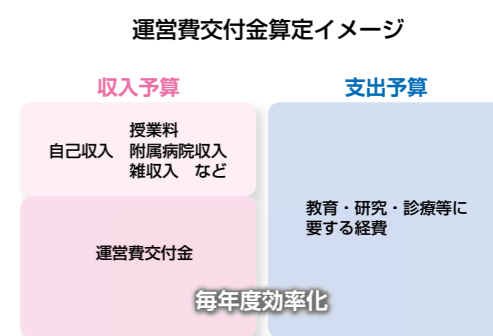 運営費交付金算定イメージ
収入予算
支出予算
授業料
自己収入　附属病院収入
雑収入　など
教育・研究・診療等に
要する経費
運営費交付金
毎年度効率化